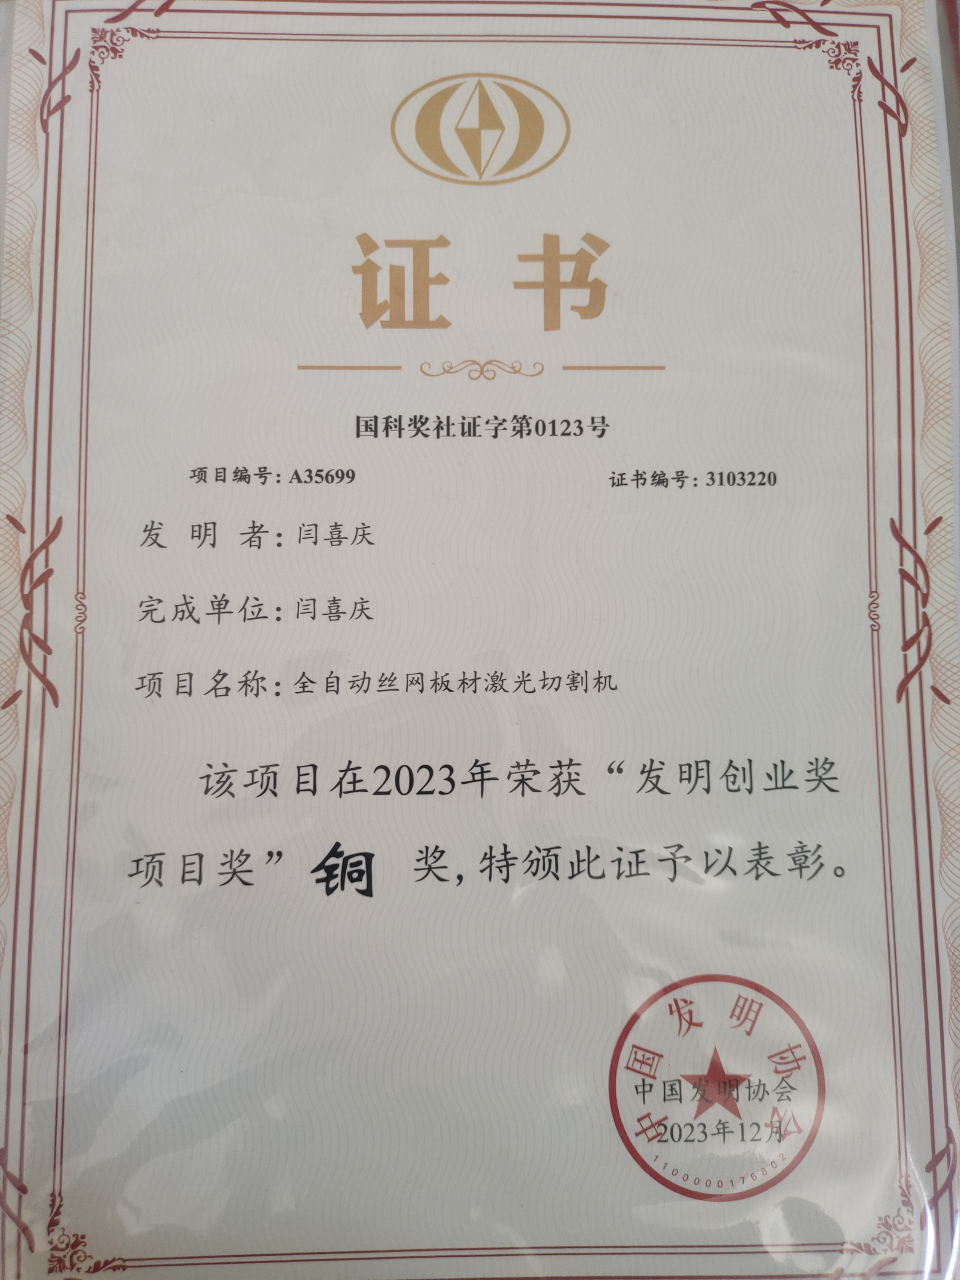 证书
国科奖社证字第0123号
项目编号：A35699 证书编号：3103220
发明者：闫喜庆
完成单位：闫喜庆
项目名称：全自动丝网板材激光切割机
该项目在2023年荣获“发明创业奖
项目奖”铜奖，特颁此证予以表彰。
中国发明协会
中国发明协会
2023年12月
1100000176802